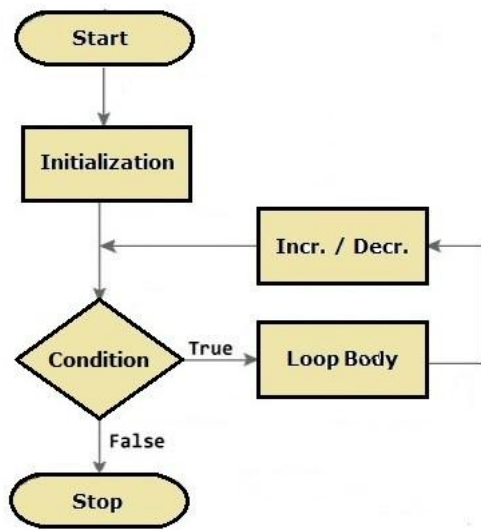 Start
Initialization
Incr. / Decr.
Condition
True
Loop Body
False
Stop